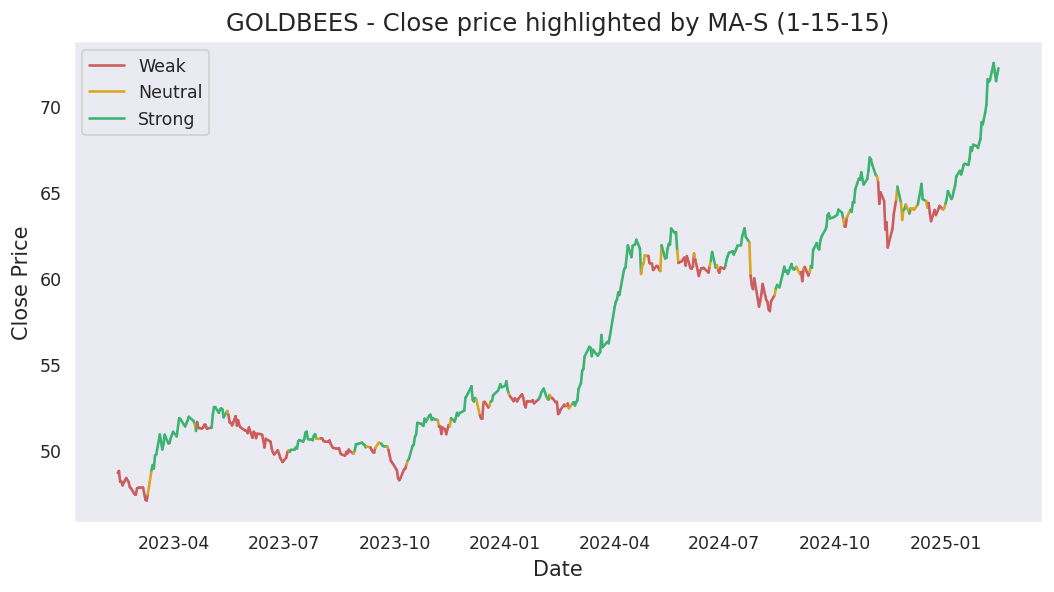 GOLDBEES - Close price highlighted by MA-S (1-15-15)
Weak
Neutral
Strong
Close Price
70
65
60
55
50
2023-04 2023-07 2023-10 2024-01 2024-04 2024-07 2024-10 2025-01
Date